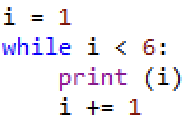 i = 1
while i < 6:
    print (i)
    i += 1